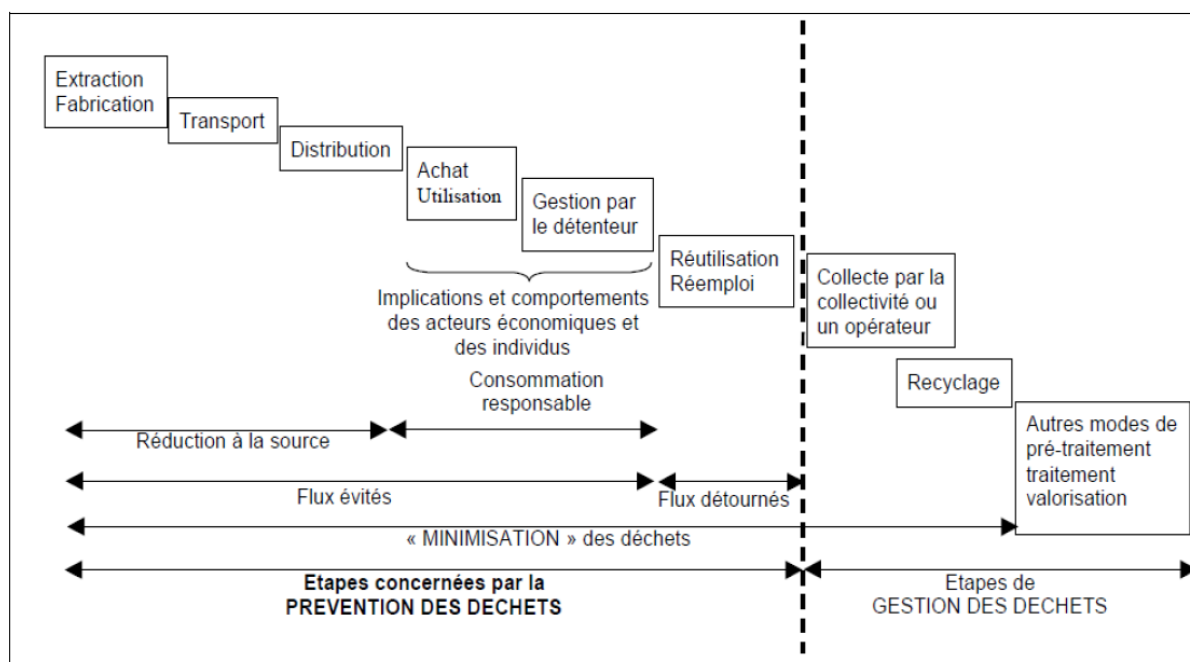 Extraction
Fabrication
Transport
Distribution
Achat
Utilisation
Gestion par
le détenteur
Réutilisation
Réemploi
Collecte par la
collectivité ou
un opérateur
Implications et comportements
des acteurs économiques et
des individus
Recyclage
Consommation
responsable
Autres modes de
pré-traitement
traitement
valorisation
Réduction à la source
Flux évités
Flux détournés
« MINIMISATION » des déchets
Etapes concernées par la
PREVENTION DES DECHETS
Etapes de
GESTION DES DECHETS